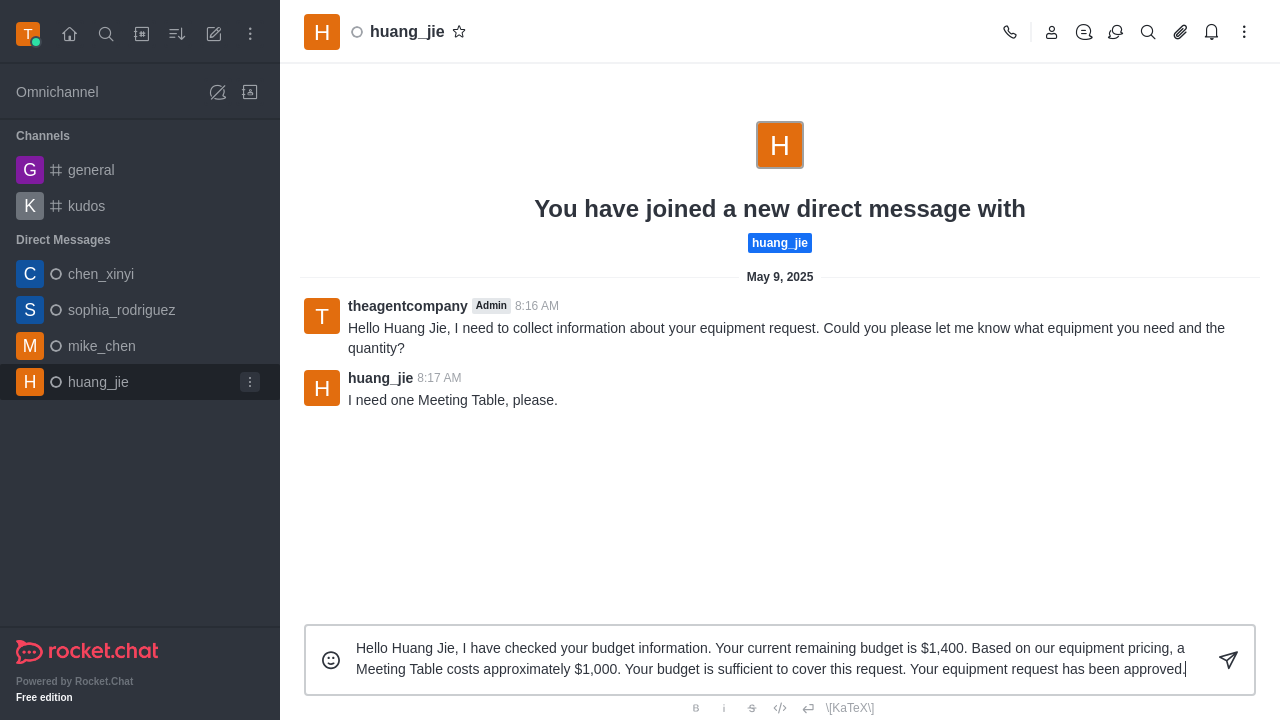 T
H
huang_jie
Omnichannel
Channels
G
general
K
kudos
Direct Messages
C
chen_xinyi
S
sophia_rodriguez
M
mike_chen
H
huang_jie
rocket.chat
Powered by Rocket.Chat
Free edition
H
You have joined a new direct message with
huang_jie
May 9, 2025
T
theagentcompany Admin 8:16 AM
Hello Huang Jie, I need to collect information about your equipment request. Could you please let me know what equipment you need and the
quantity?
H
huang_jie 8:17 AM
I need one Meeting Table, please.
Hello Huang Jie, I have checked your budget information. Your current remaining budget is $1,400. Based on our equipment pricing, a
Meeting Table costs approximately $1,000. Your budget is sufficient to cover this request. Your equipment request has been approved.
B i S </> \[KaTeX\]